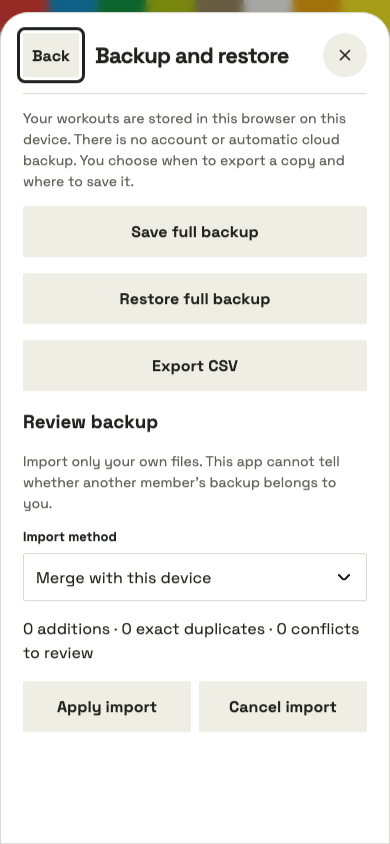 Back
Backup and restore
Your workouts are stored in this browser on this
device. There is no account or automatic cloud
backup. You choose when to export a copy and
where to save it.
Save full backup
Restore full backup
Export CSV
Review backup
Import only your own files. This app cannot tell
whether another member's backup belongs to
you.
Import method
Merge with this device
0 additions · 0 exact duplicates · 0 conflicts
to review
Apply import
Cancel import